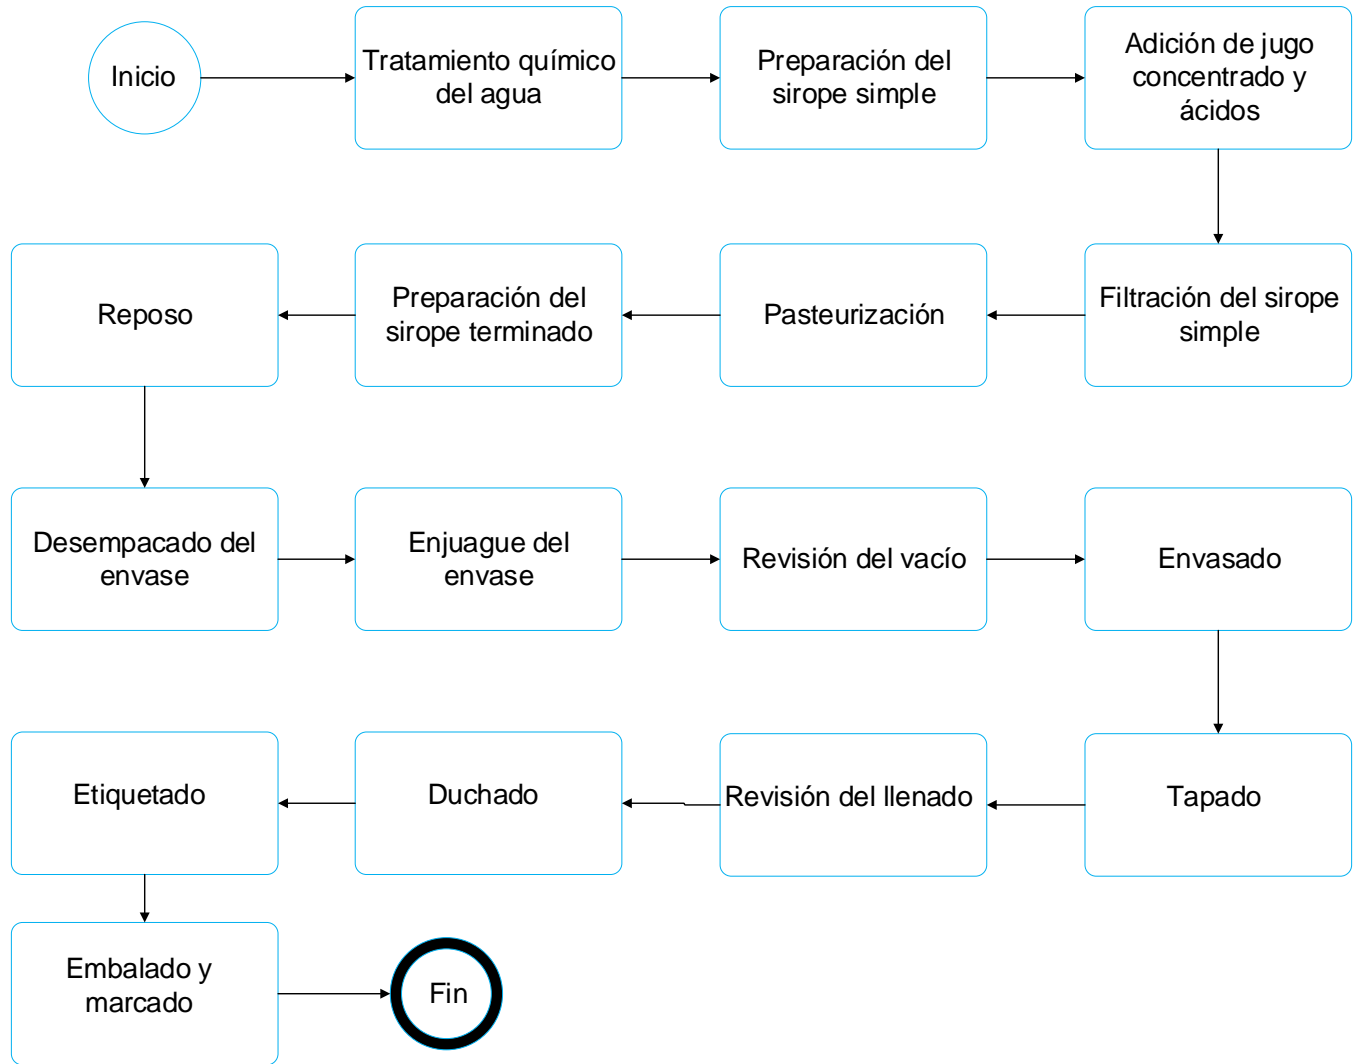 Inicio
Tratamiento químico
del agua
Preparación del
sirope simple
Adición de jugo
concentrado y
ácidos
Filtración del sirope
simple
Pasteurización
Preparación del
sirope terminado
Reposo
Desempacado del
envase
Enjuague del
envase
Revisión del vacío
Envasado
Tapado
Revisión del llenado
Duchado
Etiquetado
Embalado y
marcado
Fin